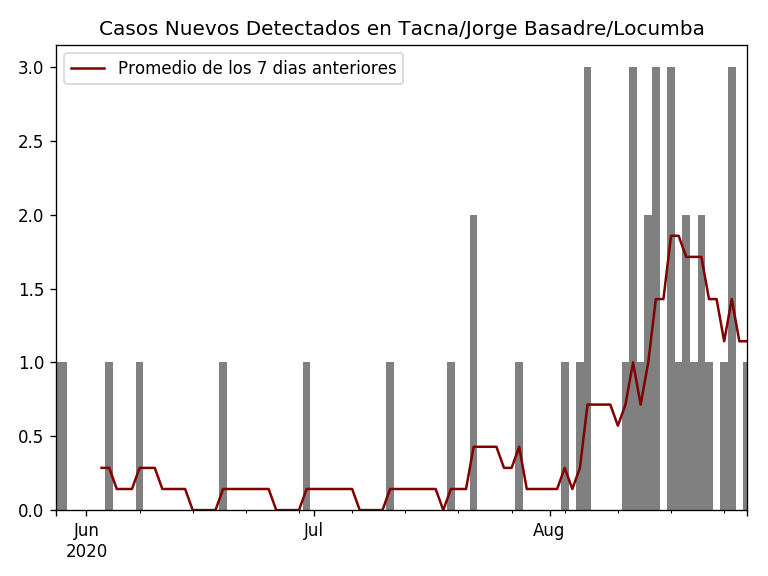 Casos Nuevos Detectados en Tacna/Jorge Basadre/Locumba
Promedio de los 7 dias anteriores
3.0
2.5
2.0
1.5
1.0
0.5
0.0
Jun
2020
Jul
Aug